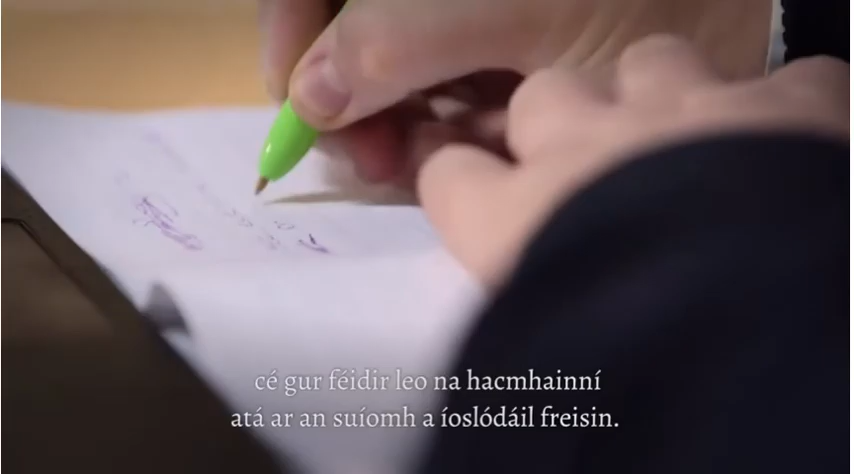 cé gur féidir leo na hacmhainní
atá ar an suíomh a íoslódáil freisin.